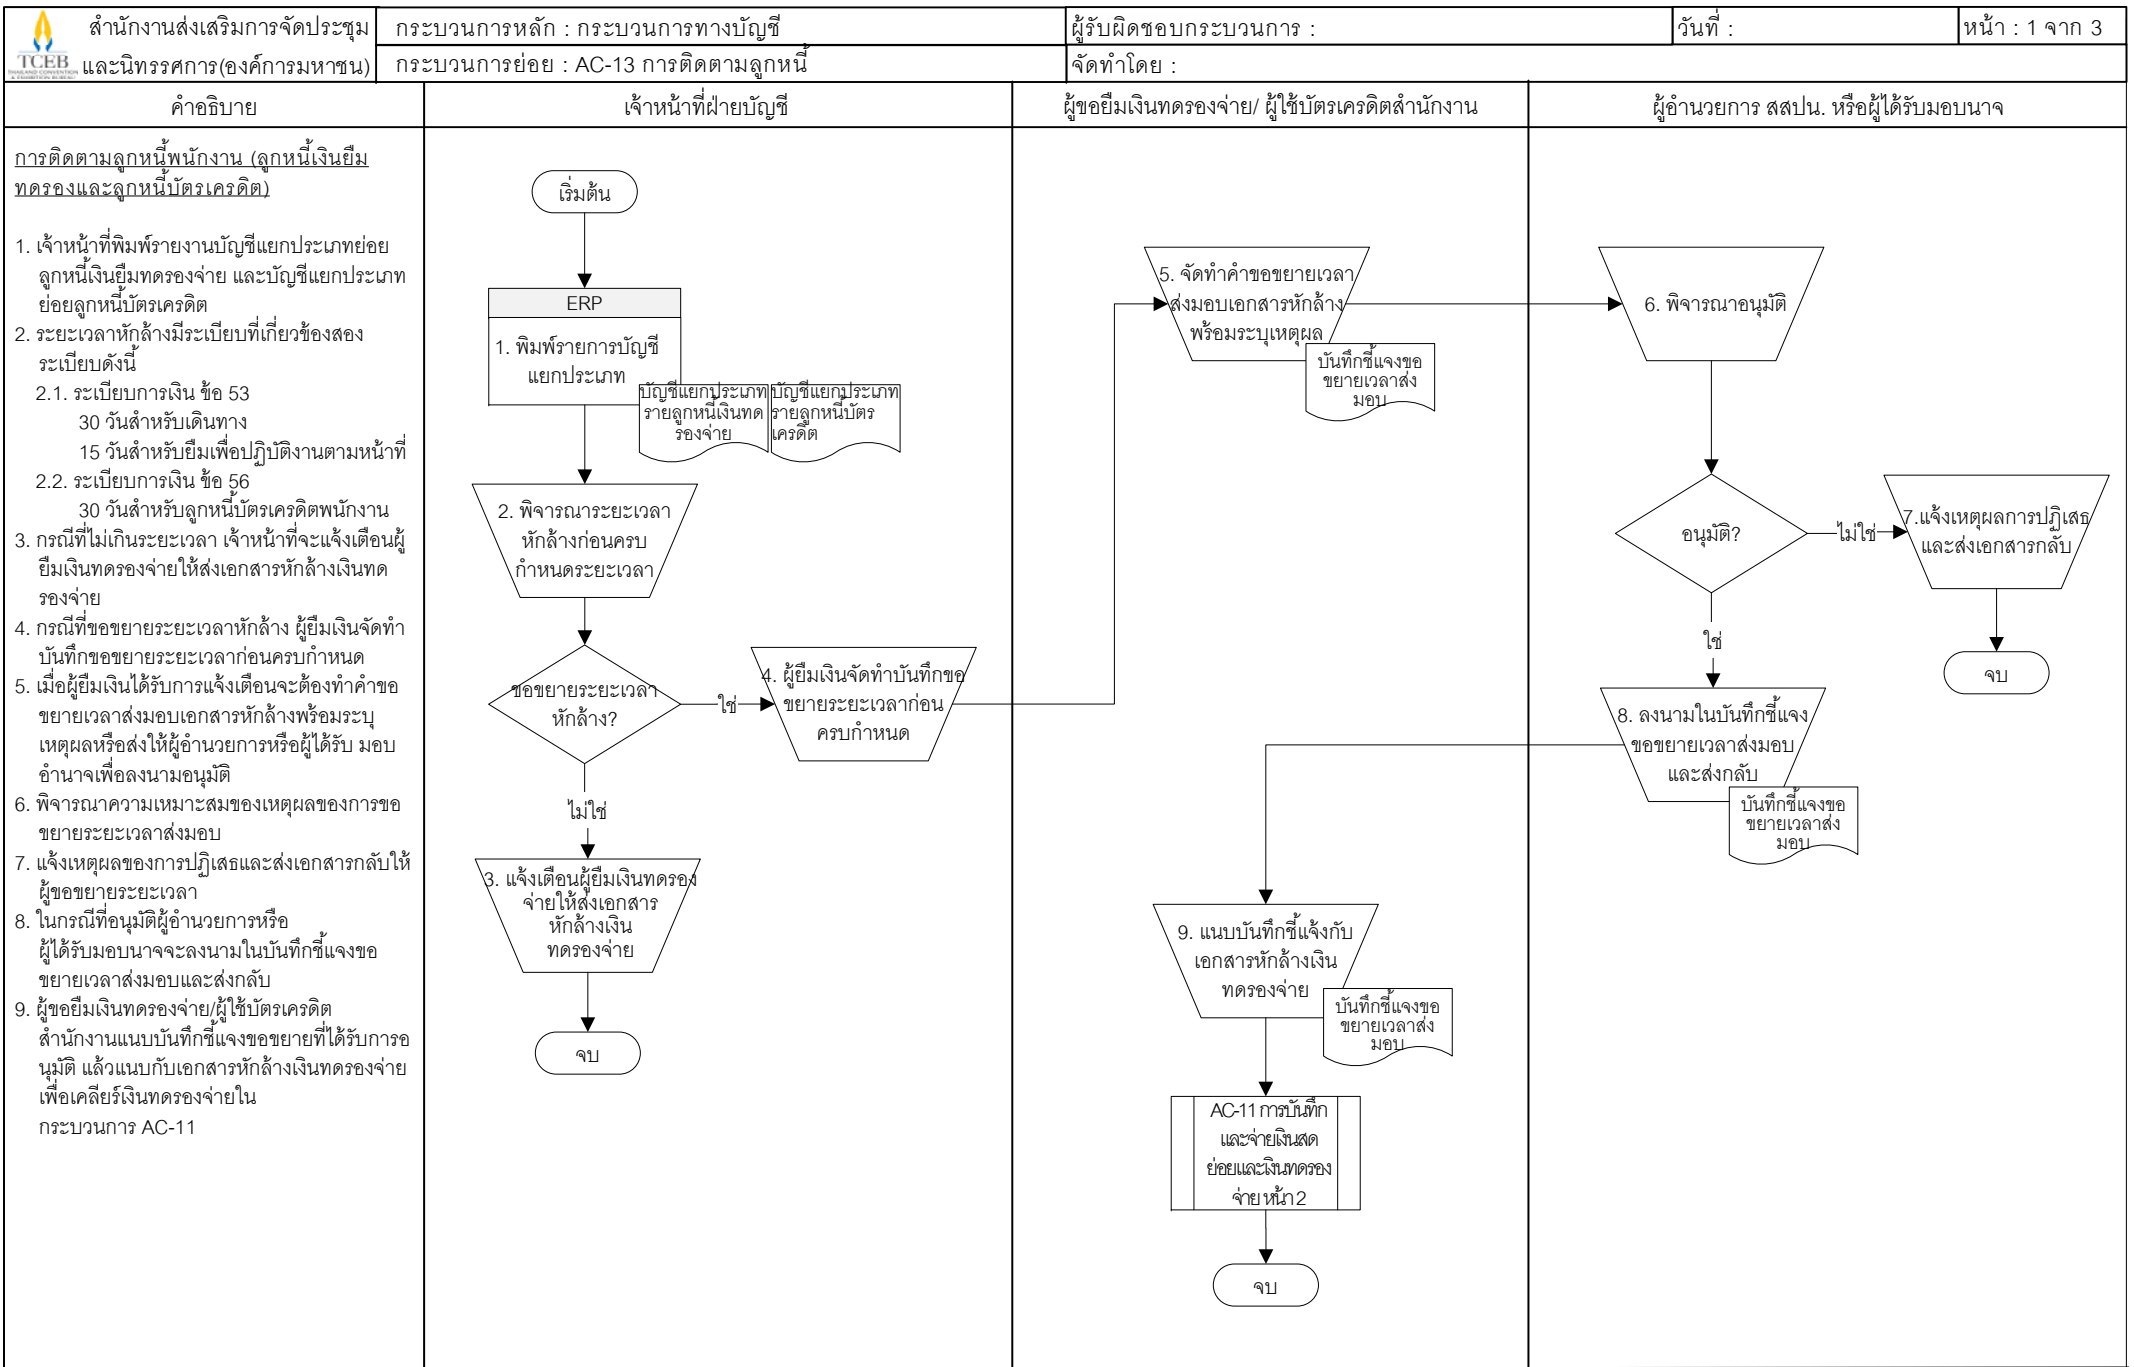 สำนักงานส่งเสริมการจัดประชุม
และนิทรรศการ(องค์การมหาชน)
TCEB
THAILAND CONVENTION
& EXHIBITION BUREAU
กระบวนการหลัก : กระบวนการทางบัญชี
กระบวนการย่อย : AC-13 การติดตามลูกหนี้
ผู้รับผิดชอบกระบวนการ :
วันที่ :
หน้า : 1 จาก 3
จัดทำโดย :
คำอธิบาย
เจ้าหน้าที่ฝ่ายบัญชี
ผู้ขอยืมเงินทดรองจ่าย/ ผู้ใช้บัตรเครดิตสำนักงาน
ผู้อำนวยการ สสปน. หรือผู้ได้รับมอบนาจ
การติดตามลูกหนี้พนักงาน (ลูกหนี้เงินยืม
ทดรองและลูกหนี้บัตรเครดิต)
1. เจ้าหน้าที่พิมพ์รายงานบัญชีแยกประเภทย่อย
ลูกหนี้เงินยืมทดรองจ่าย และบัญชีแยกประเภท
ย่อยลูกหนี้บัตรเครดิต
2. ระยะเวลาหักล้างมีระเบียบที่เกี่ยวข้องสอง
ระเบียบดังนี้
2.1. ระเบียบการเงิน ข้อ 53
30 วันสำหรับเดินทาง
15 วันสำหรับยืมเพื่อปฏิบัติงานตามหน้าที่
2.2. ระเบียบการเงิน ข้อ 56
30 วันสำหรับลูกหนี้บัตรเครดิตพนักงาน
3. กรณีที่ไม่เกินระยะเวลา เจ้าหน้าที่จะแจ้งเตือนผู้
ยืมเงินทดรองจ่ายให้ส่งเอกสารหักล้างเงินทด
รองจ่าย
4. กรณีที่ขอขยายระยะเวลาหักล้าง ผู้ยืมเงินจัดทำ
บันทึกขอขยายระยะเวลาก่อนครบกำหนด
5. เมื่อผู้ยืมเงินได้รับการแจ้งเตือนจะต้องทำคำขอ
ขยายเวลาส่งมอบเอกสารหักล้างพร้อมระบุ
เหตุผลหรือส่งให้ผู้อำนวยการหรือผู้ได้รับ มอบ
อำนาจเพื่อลงนามอนุมัติ
6. พิจารณาความเหมาะสมของเหตุผลของการขอ
ขยายระยะเวลาส่งมอบ
7. แจ้งเหตุผลของการปฏิเสธและส่งเอกสารกลับให้
ผู้ขอขยายระยะเวลา
8. ในกรณีที่อนุมัติผู้อำนวยการหรือ
ผู้ได้รับมอบนาจจะลงนามในบันทึกชี้แจงขอ
ขยายเวลาส่งมอบและส่งกลับ
9. ผู้ขอยืมเงินทดรองจ่าย/ผู้ใช้บัตรเครดิต
สำนักงานแนบบันทึกชี้แจงขอขยายที่ได้รับการอ
นุมัติ แล้วแนบกับเอกสารหักล้างเงินทดรองจ่าย
เพื่อเคลียร์เงินทดรองจ่ายใน
กระบวนการ AC-11
เริ่มต้น
ERP
1. พิมพ์รายการบัญชี
แยกประเภท
บัญชีแยกประเภท
รายลูกหนี้เงินทด
รองจ่าย
บัญชีแยกประเภท
รายลูกหนี้บัตร
เครดิต
2. พิจารณาระยะเวลา
หักล้างก่อนครบ
กำหนดระยะเวลา
ขอขยายระยะเวลา
หักล้าง?
ใช่
4. ผู้ยืมเงินจัดทำบันทึกขอ
ขยายระยะเวลาก่อน
ครบกำหนด
ไม่ใช่
3. แจ้งเตือนผู้ยืมเงินทดรอง
จ่ายให้ส่งเอกสาร
หักล้างเงิน
ทดรองจ่าย
จบ
5. จัดทำคำขอขยายเวลา
ส่งมอบเอกสารหักล้าง
พร้อมระบุเหตุผล
บันทึกชี้แจงขอ
ขยายเวลาส่ง
มอบ
9. แนบบันทึกชี้แจ้งกับ
เอกสารหักล้างเงิน
ทดรองจ่าย
บันทึกชี้แจงขอ
ขยายเวลาส่ง
มอบ
AC-11 การบันทึก
และจ่ายเงินสด
ย่อยและเงินทดรอง
จ่าย หน้า 2
จบ
6. พิจารณาอนุมัติ
อนุมัติ?
ไม่ใช่
7.แจ้งเหตุผลการปฏิเสธ
และส่งเอกสารกลับ
จบ
ใช่
8. ลงนามในบันทึกชี้แจง
ขอขยายเวลาส่งมอบ
และส่งกลับ
บันทึกชี้แจงขอ
ขยายเวลาส่ง
มอบ